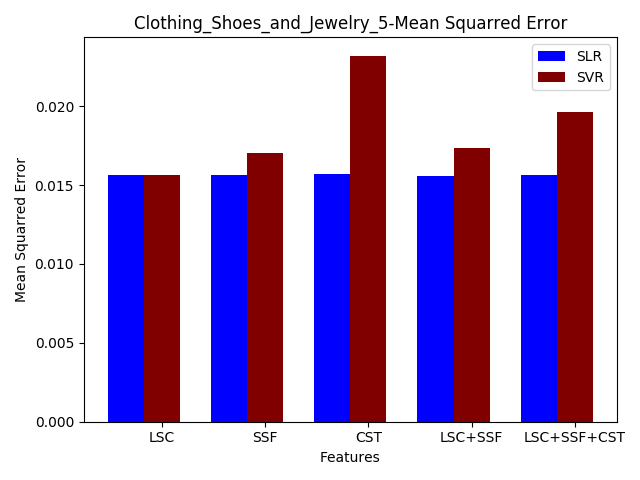 Clothing_Shoes_and_Jewelry_5-Mean Squarred Error
SLR
SVR
0.020
0.015
0.010
0.005
0.000
Mean Squarred Error
LSC SSF CST LSC+SSF LSC+SSF+CST
Features